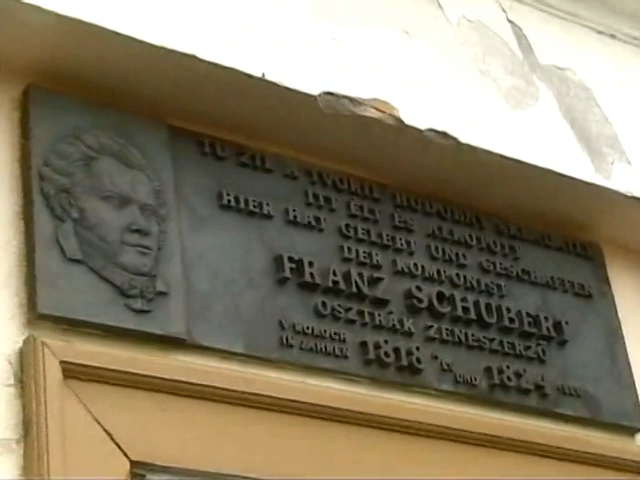 TU ŽIL A TVORIL HUDOBNÝ SKLADATEĽ
ITT ÉLT ÉS ALKOTOTT
HIER HAT GELEBT UND GESCHAFFEN
DER KOMPONIST
FRANZ SCHUBERT
OSZTRÁK ZENESZERZŐ
V ROKOCH
IN JAHREN 1818 UND 1824